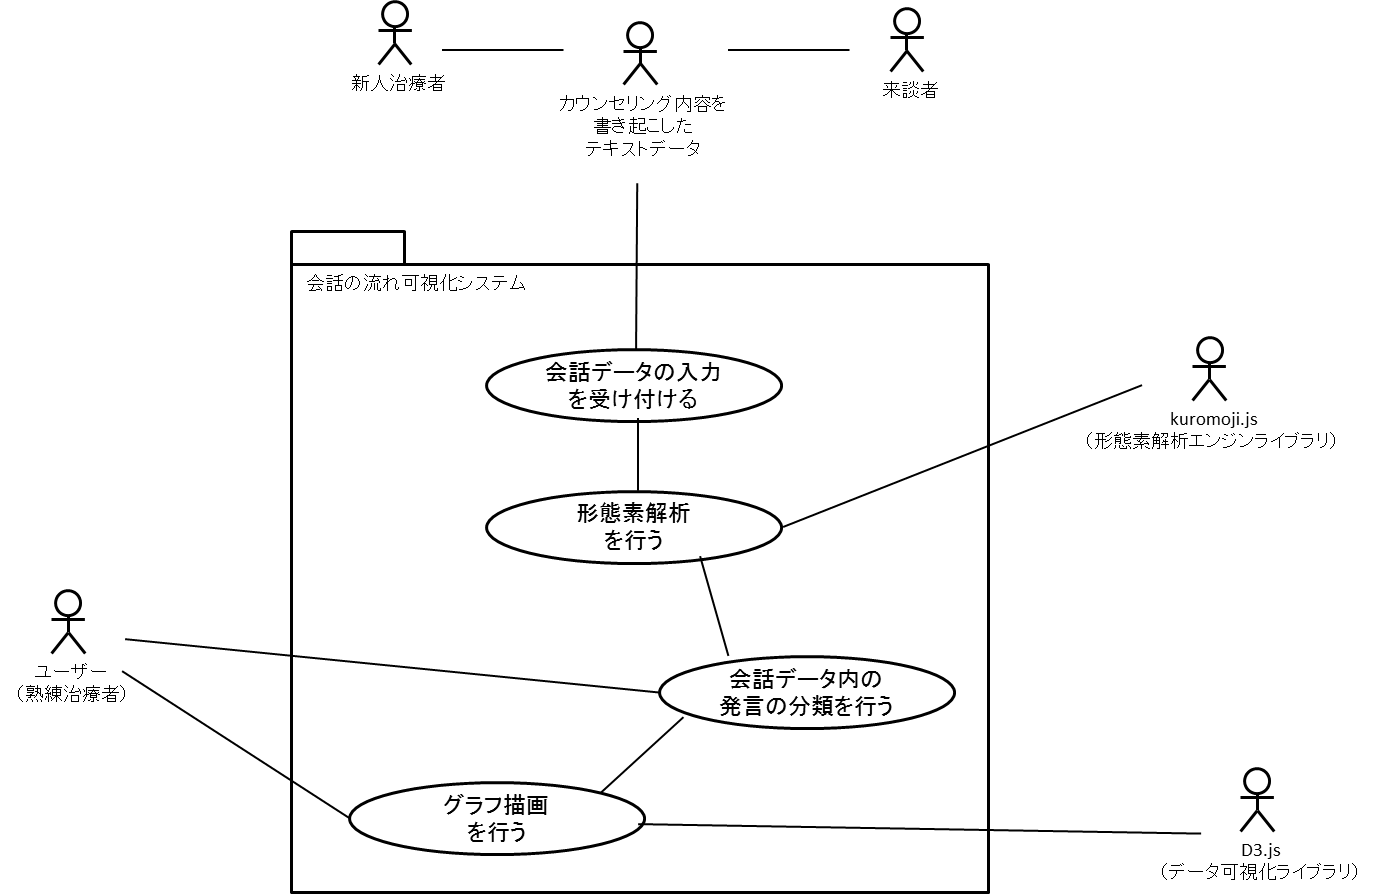 新人治療者
カウンセリング内容を
書き起こした
テキストデータ
来談者
会話の流れ可視化システム
会話データの入力
を受け付ける
kuromoji.js
（形態素解析エンジンライブラリ）
形態素解析
を行う
ユーザー
（熟練治療者）
会話データ内の
発言の分類を行う
グラフ描画
を行う
D3.js
（データ可視化ライブラリ）